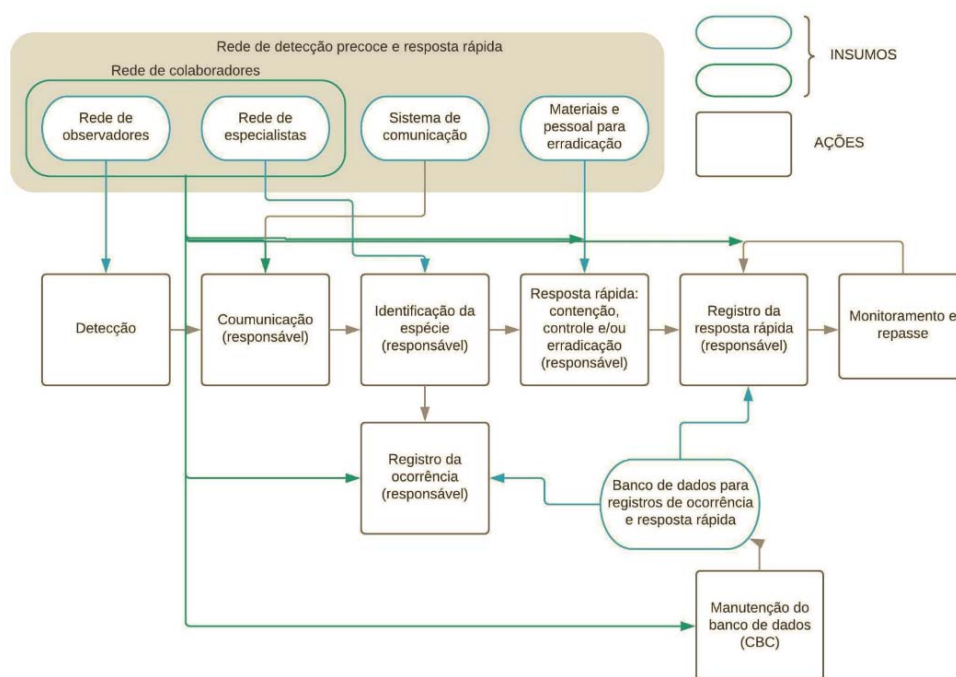 Rede de detecção precoce e resposta rápida
Rede de colaboradores
Rede de
observadores
Rede de
especialistas
Sistema de
comunicação
Materiais e
pessoal para
erradicação
INSUMOS
AÇÕES
Detecção
Coumunicação
(responsável)
Identificação da
espécie
(responsável)
Resposta rápida:
contenção,
controle e/ou
erradicação
(responsável)
Registro da
resposta rápida
(responsável)
Monitoramento e
repasse
Registro da
ocorrência
(responsável)
Banco de dados para
registros de ocorrência
e resposta rápida
Manutenção do
banco de dados
(CBC)